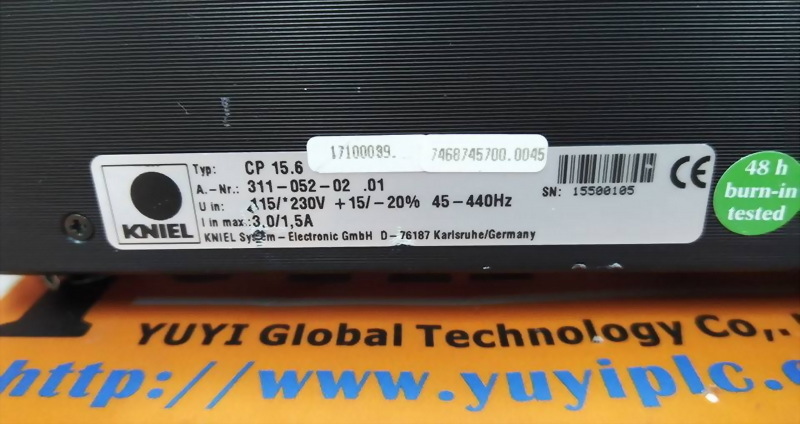 17100039. 7468745700.0045
KNIEL
Typ: CP 15.6
A.-Nr.: 311-052-02 .01
U in: 115/*230V +15/-20% 45-440Hz
I in max.: 3,0/1,5A
KNIEL System - Electronic GmbH D-76187 Karlsruhe/Germany
SN: 15500105
CE
48 h
burn-in
tested
YUYI Global Technology Co,.
http://www.yuyiplc.